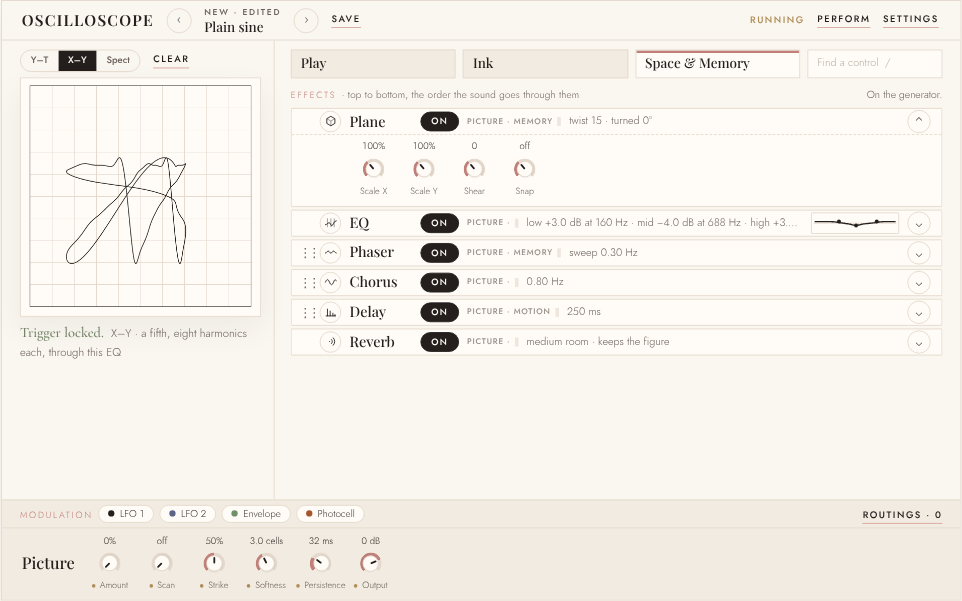 OSCILLOSCOPE
NEW · EDITED
Plain sine
SAVE
RUNNING
PERFORM
SETTINGS
Y–T
X–Y
Spect
CLEAR
Trigger locked. X–Y · a fifth, eight harmonics
each, through this EQ
Play
Ink
Space & Memory
Find a control /
EFFECTS · top to bottom, the order the sound goes through them
On the generator.
Plane
ON
PICTURE · MEMORY
twist 15 · turned 0°
100%
100%
0
off
Scale X
Scale Y
Shear
Snap
EQ
ON
PICTURE ·
low +3.0 dB at 160 Hz · mid −4.0 dB at 688 Hz · high +3....
Phaser
ON
PICTURE · MEMORY
sweep 0.30 Hz
Chorus
ON
PICTURE ·
0.80 Hz
Delay
ON
PICTURE · MOTION
250 ms
Reverb
ON
PICTURE ·
medium room · keeps the figure
MODULATION
LFO 1
LFO 2
Envelope
Photocell
ROUTINGS · 0
Picture
0%
off
50%
3.0 cells
32 ms
0 dB
Amount
Scan
Strike
Softness
Persistence
Output